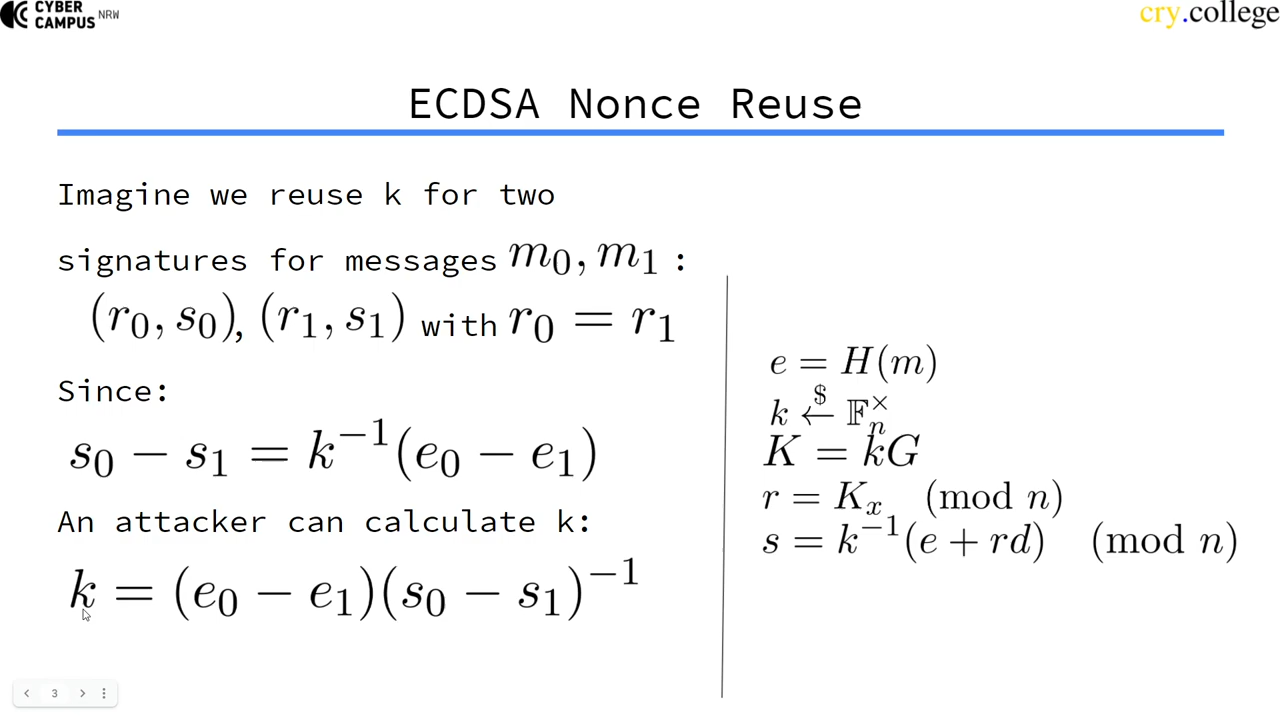 CYBER
CAMPUS NRW
cry.college
ECDSA Nonce Reuse
Imagine we reuse k for two
signatures for messages m₀, m₁ :
(r₀, s₀), (r₁, s₁) with r₀ = r₁
Since:
s₀ − s₁ = k⁻¹(e₀ − e₁)
An attacker can calculate k:
k = (e₀ − e₁)(s₀ − s₁)⁻¹
e = H(m)
k ←$ 𝔽ₙ×
K = kG
r = Kₓ (mod n)
s = k⁻¹(e + rd) (mod n)
3